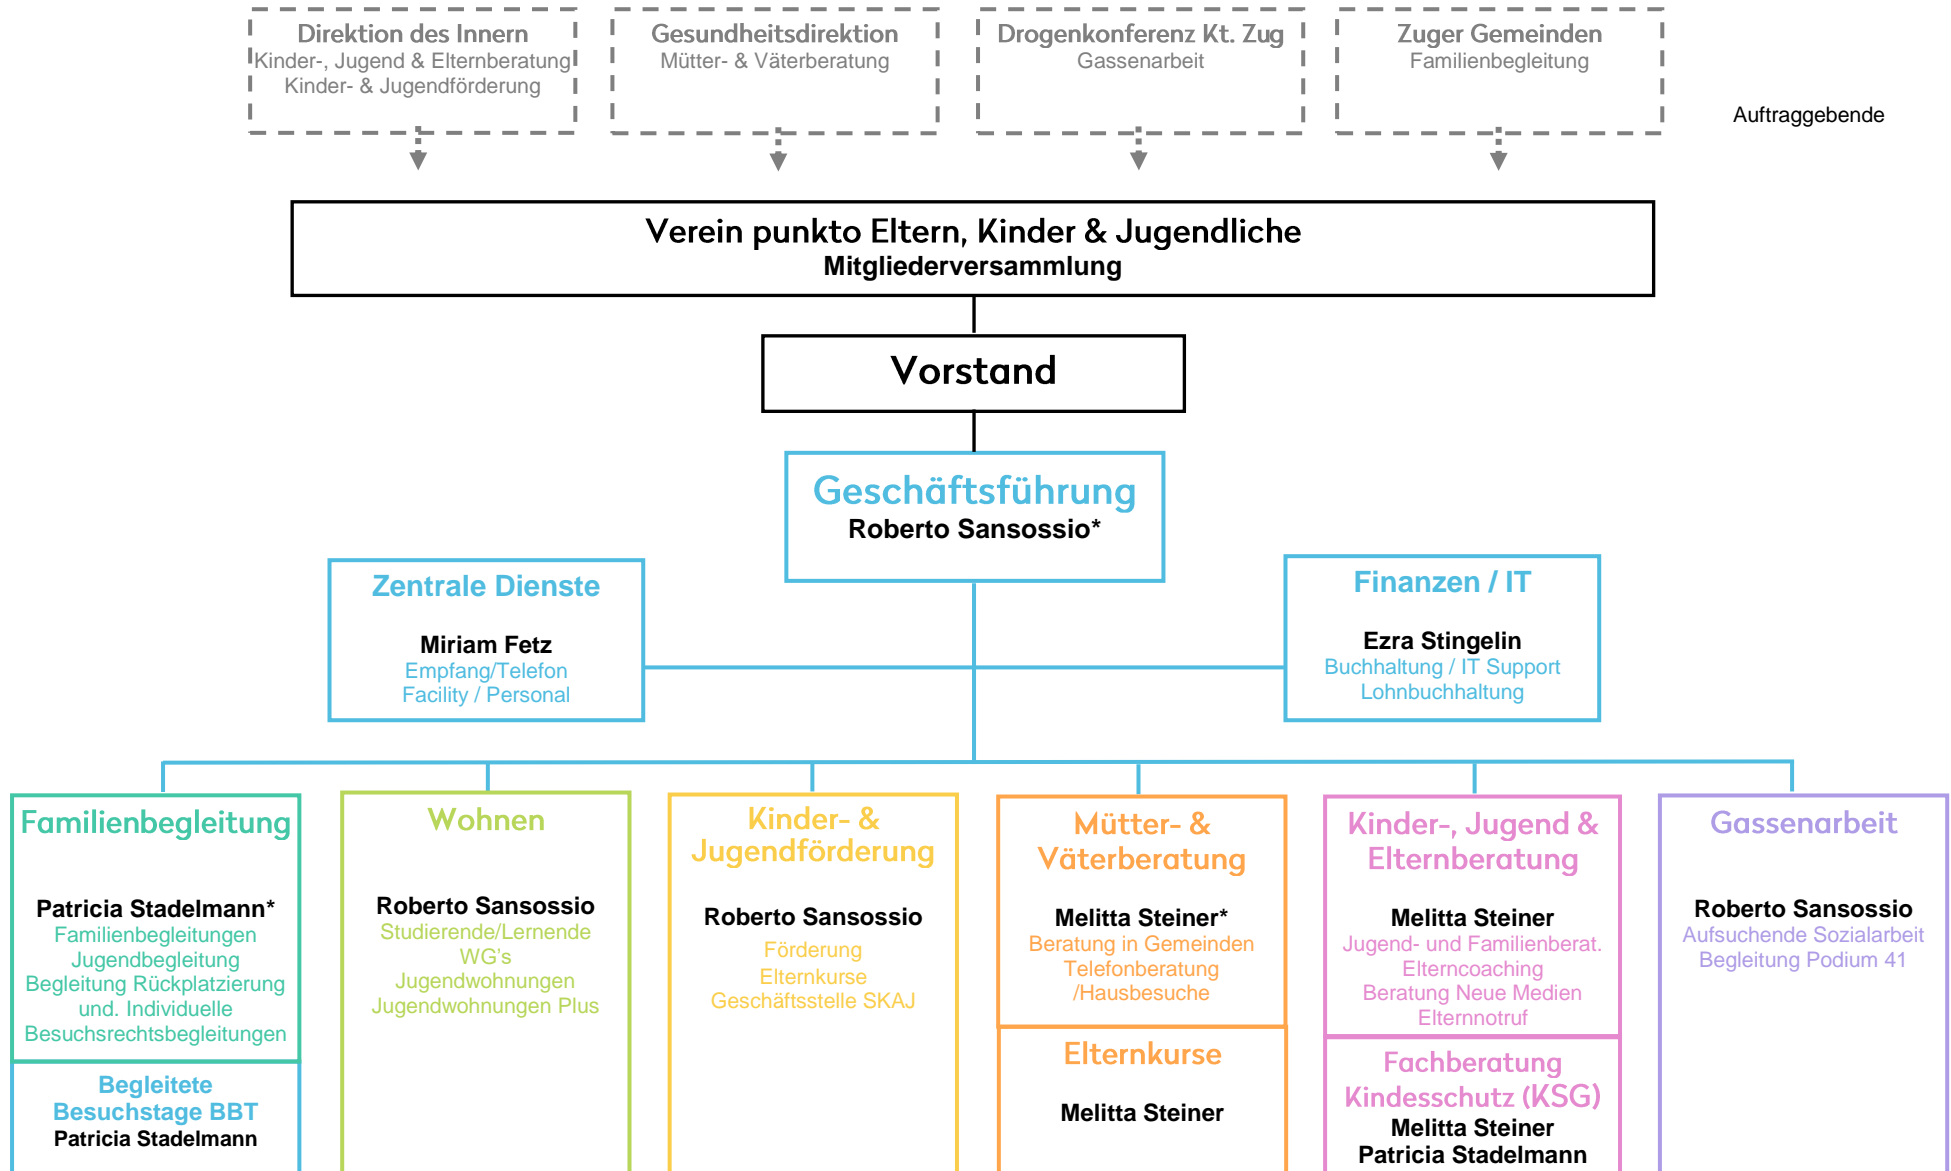 Direktion des Innern
Kinder-, Jugend & Elternberatung
Kinder- & Jugendförderung
Gesundheitsdirektion
Mütter- & Väterberatung
Drogenkonferenz Kt. Zug
Gassenarbeit
Zuger Gemeinden
Familienbegleitung
Auftraggebende
Verein punkto Eltern, Kinder & Jugendliche
Mitgliederversammlung
Vorstand
Geschäftsführung
Roberto Sansossio*
Zentrale Dienste
Miriam Fetz
Empfang/Telefon
Facility / Personal
Finanzen / IT
Ezra Stingelin
Buchhaltung / IT Support
Lohnbuchhaltung
Familienbegleitung
Patricia Stadelmann*
Familienbegleitungen
Jugendbegleitung
Begleitung Rückplatzierung
und. Individuelle
Besuchsrechtsbegleitungen
Begleitete
Besuchstage BBT
Patricia Stadelmann
Wohnen
Roberto Sansossio
Studierende/Lernende
WG's
Jugendwohnungen
Jugendwohnungen Plus
Kinder- &
Jugendförderung
Roberto Sansossio
Förderung
Elternkurse
Geschäftsstelle SKAJ
Mütter- &
Väterberatung
Melitta Steiner*
Beratung in Gemeinden
Telefonberatung
/Hausbesuche
Elternkurse
Melitta Steiner
Kinder-, Jugend &
Elternberatung
Melitta Steiner
Jugend- und Familienberat.
Elterncoaching
Beratung Neue Medien
Elternnotruf
Fachberatung
Kindesschutz (KSG)
Melitta Steiner
Patricia Stadelmann
Gassenarbeit
Roberto Sansossio
Aufsuchende Sozialarbeit
Begleitung Podium 41